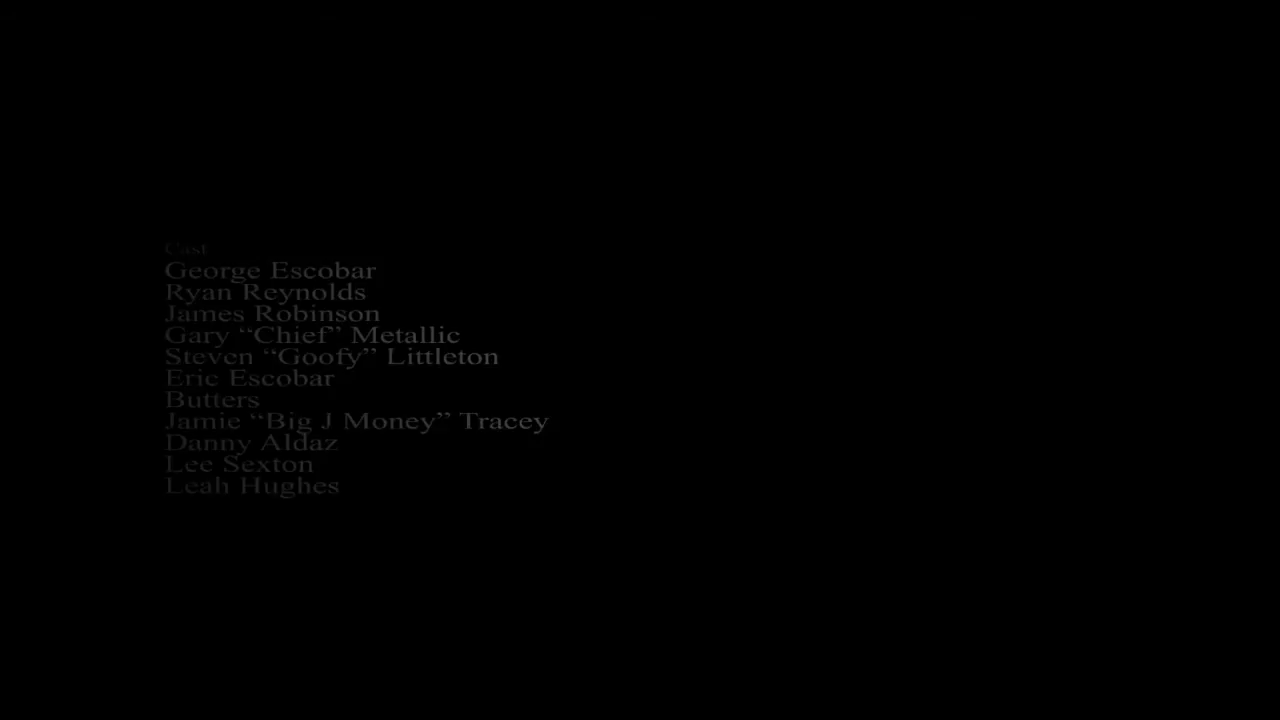 Cast
George Escobar
Ryan Reynolds
James Robinson
Gary “Chief” Metallic
Steven “Goofy” Littleton
Eric Escobar
Butters
Jamie “Big J Money” Tracey
Danny Aldaz
Lee Sexton
Leah Hughes